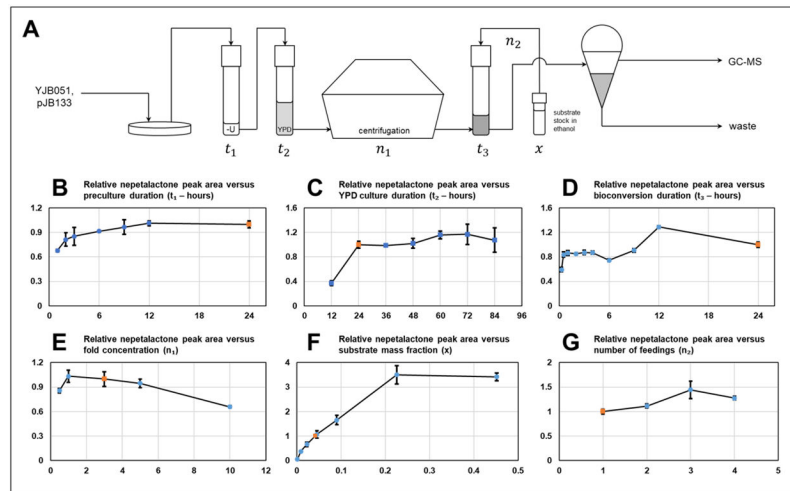 A
YJB051,
pJB133
-U
t₁
YPD
t₂
centrifugation
n₁
t₃
n₂
substrate
stock in
ethanol
x
GC-MS
waste
B
Relative nepetalactone peak area versus
preculture duration (t₁ – hours)
1.2
0.9
0.6
0.3
0
0 4 8 12 16 20 24
C
Relative nepetalactone peak area versus
YPD culture duration (t₂ – hours)
1.6
1.2
0.8
0.4
0
0 12 24 36 48 60 72 84 96
D
Relative nepetalactone peak area versus
bioconversion duration (t₃ – hours)
1.6
1.2
0.8
0.4
0
0 4 8 12 16 20 24
E
Relative nepetalactone peak area versus
fold concentration (n₁)
1.2
0.9
0.6
0.3
0
0 2 4 6 8 10 12
F
Relative nepetalactone peak area versus
substrate mass fraction (x)
4
3
2
1
0
0 0.1 0.2 0.3 0.4 0.5
G
Relative nepetalactone peak area versus
number of feedings (n₂)
2
1.5
1
0.5
0
0 1 2 3 4 5